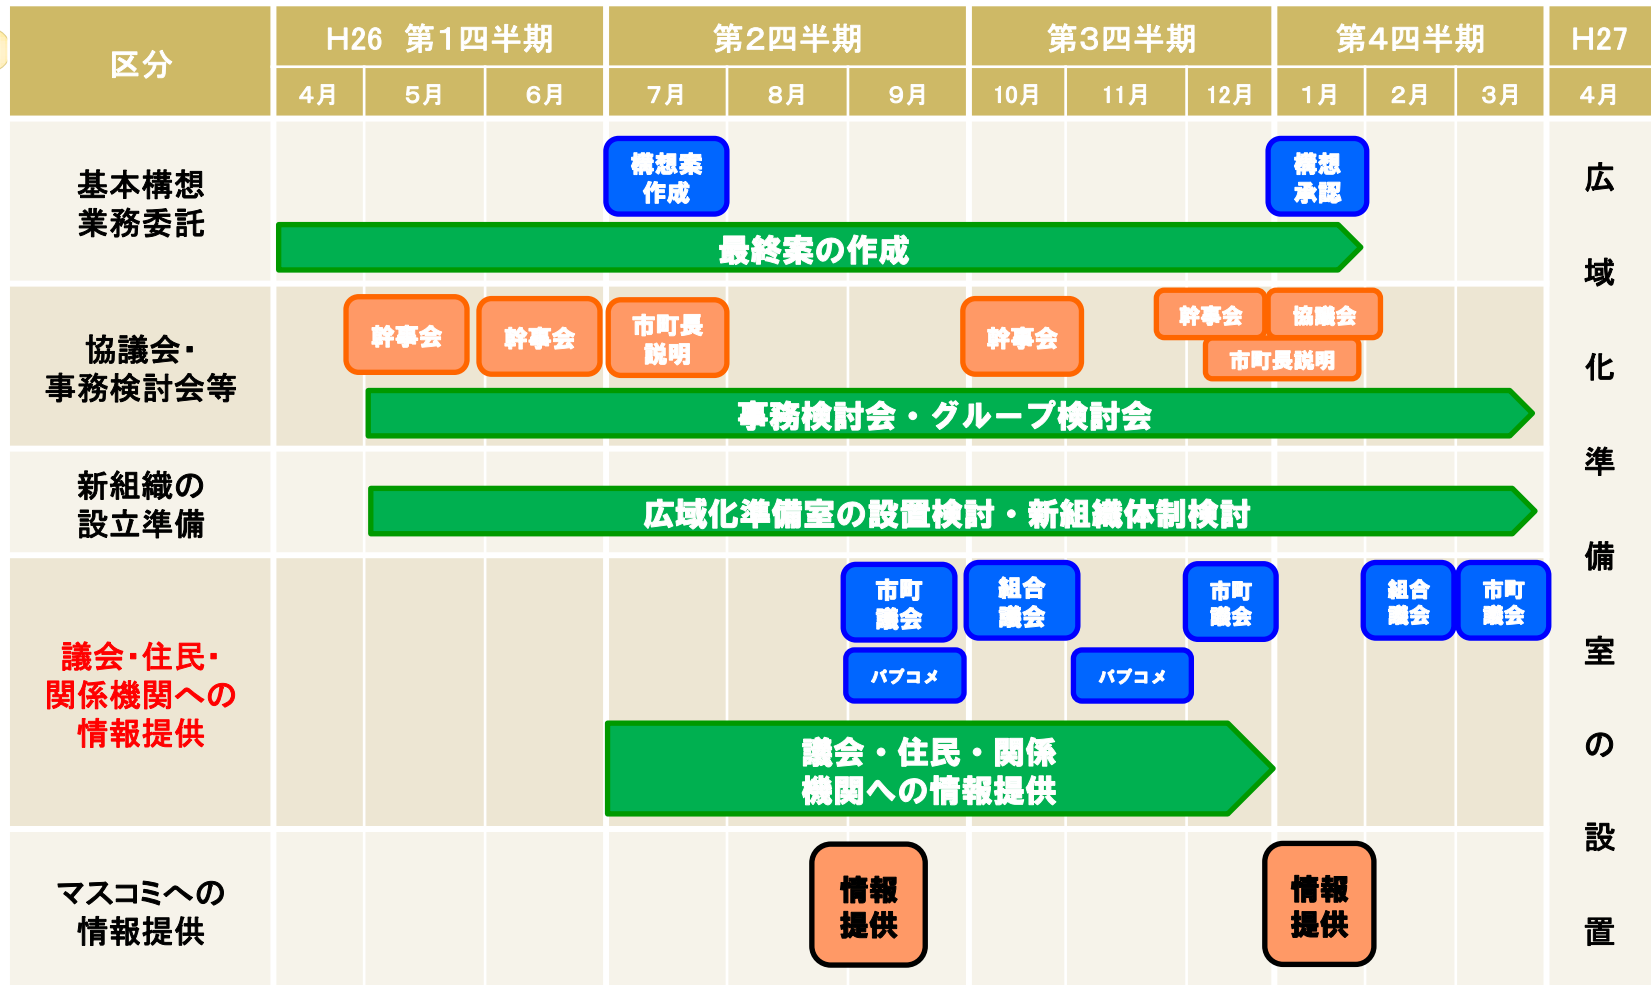 区分
H26 第1四半期
第2四半期
第3四半期
第4四半期
H27
4月
5月
6月
7月
8月
9月
10月
11月
12月
1月
2月
3月
4月
基本構想
業務委託
構想案
作成
構想
承認
最終案の作成
協議会・
事務検討会等
幹事会
幹事会
市町長
説明
幹事会
幹事会
協議会
市町長説明
事務検討会・グループ検討会
新組織の
設立準備
広域化準備室の設置検討・新組織体制検討
議会・住民・
関係機関への
情報提供
市町
議会
組合
議会
市町
議会
組合
議会
市町
議会
パブコメ
パブコメ
議会・住民・関係
機関への情報提供
マスコミへの
情報提供
情報
提供
情報
提供
広域化準備室の設置